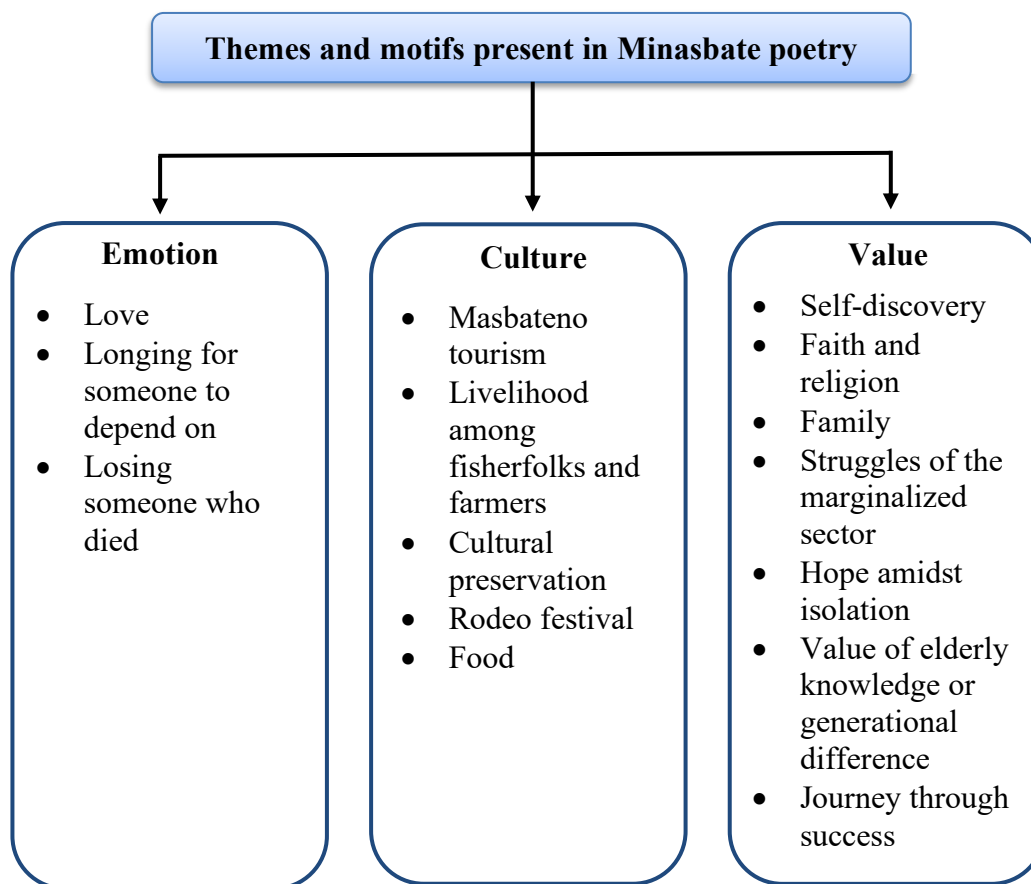 Themes and motifs present in Minasbate poetry
Emotion
• Love
• Longing for
someone to
depend on
• Losing
someone who
died
Culture
• Masbateno
tourism
• Livelihood
among
fisherfolks and
farmers
• Cultural
preservation
• Rodeo festival
• Food
Value
• Self-discovery
• Faith and
religion
• Family
• Struggles of the
marginalized
sector
• Hope amidst
isolation
• Value of elderly
knowledge or
generational
difference
• Journey through
success